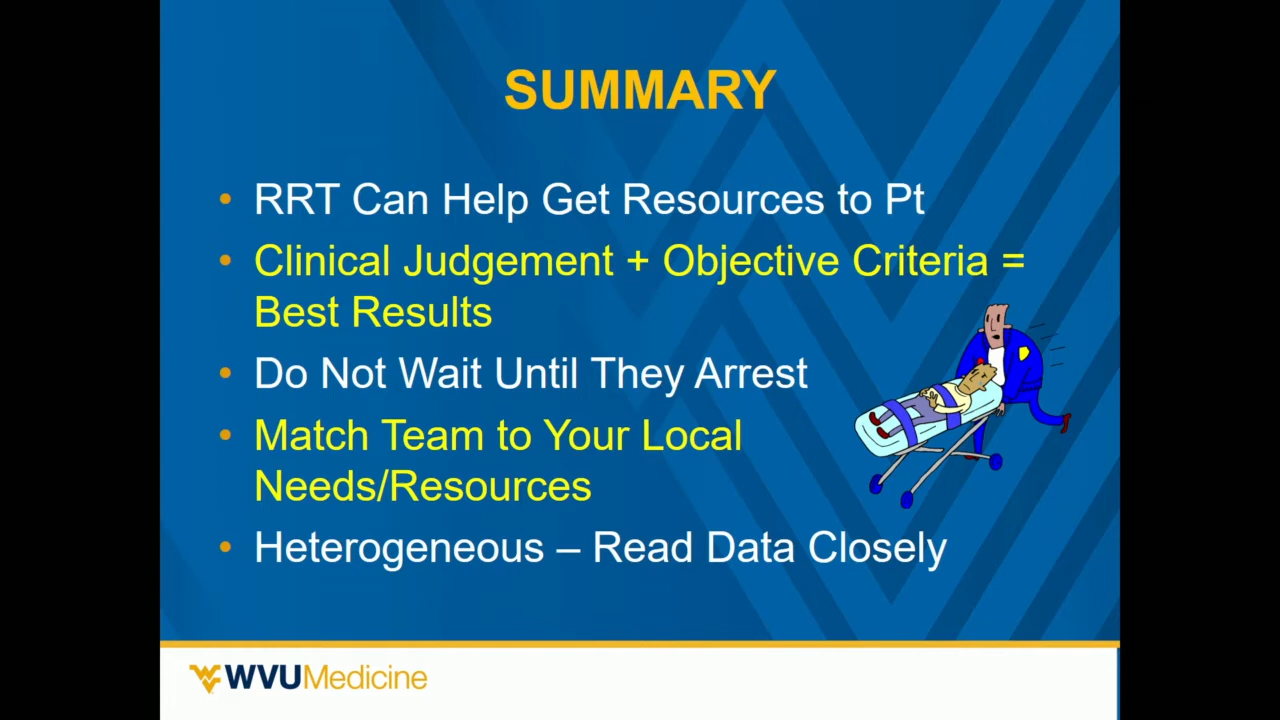 SUMMARY
• RRT Can Help Get Resources to Pt
• Clinical Judgement + Objective Criteria =
Best Results
• Do Not Wait Until They Arrest
• Match Team to Your Local
Needs/Resources
• Heterogeneous – Read Data Closely
WVUMedicine